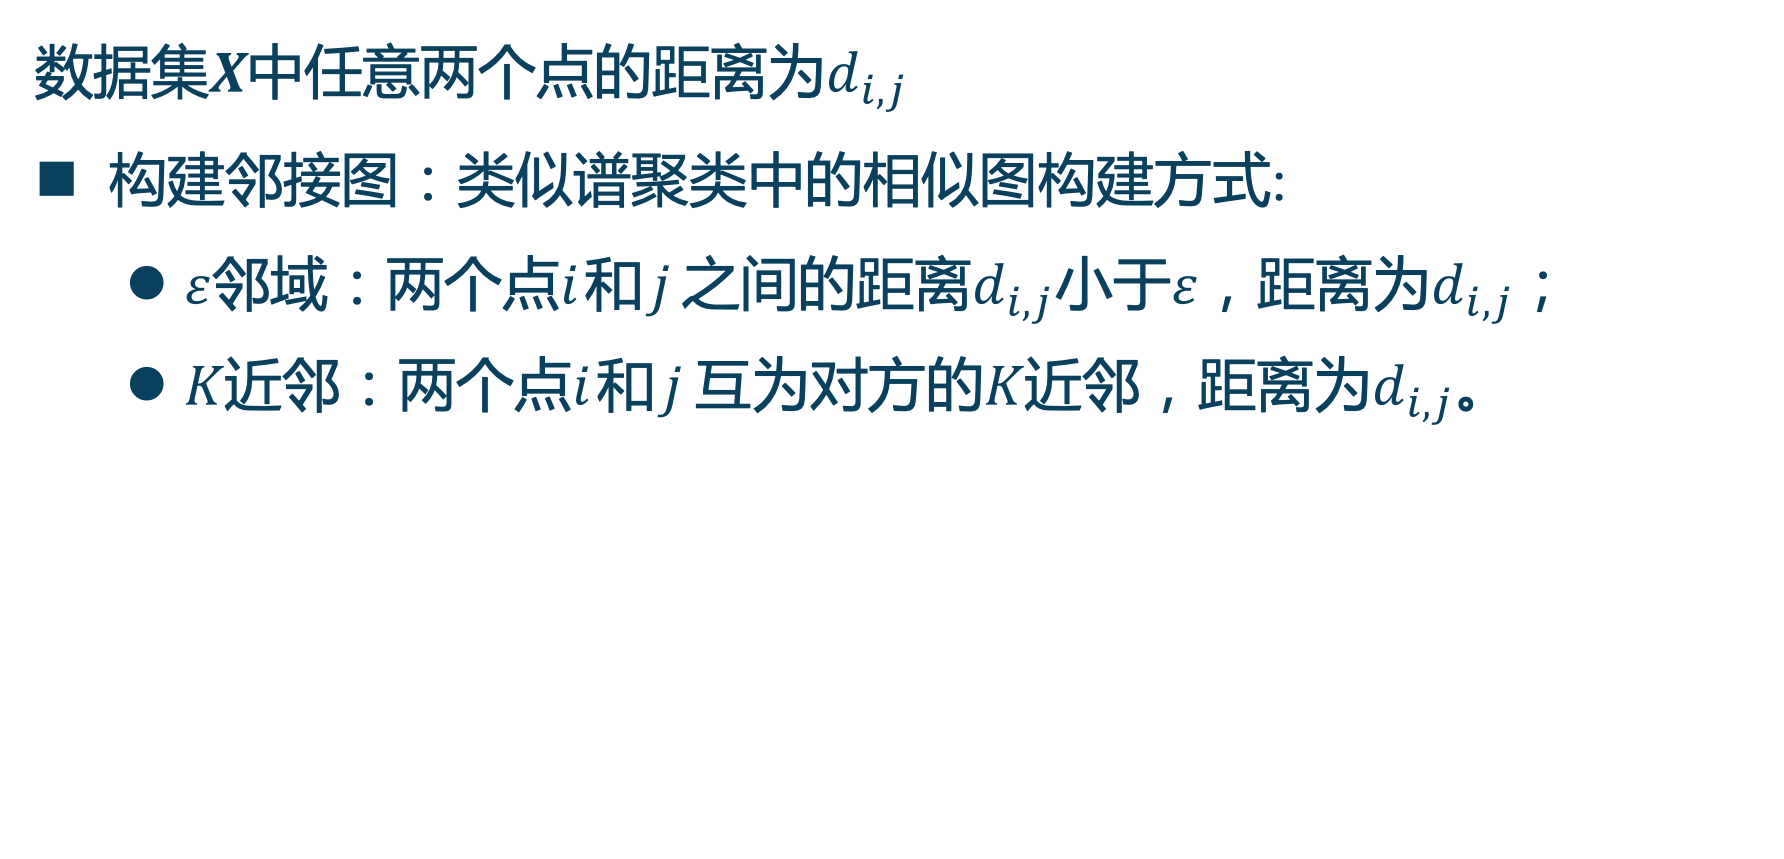 数据集X中任意两个点的距离为d_{i,j}
■ 构建邻接图：类似谱聚类中的相似图构建方式:
● ε邻域：两个点i和j之间的距离d_{i,j}小于ε，距离为d_{i,j}；
● K近邻：两个点i和j互为对方的K近邻，距离为d_{i,j}。